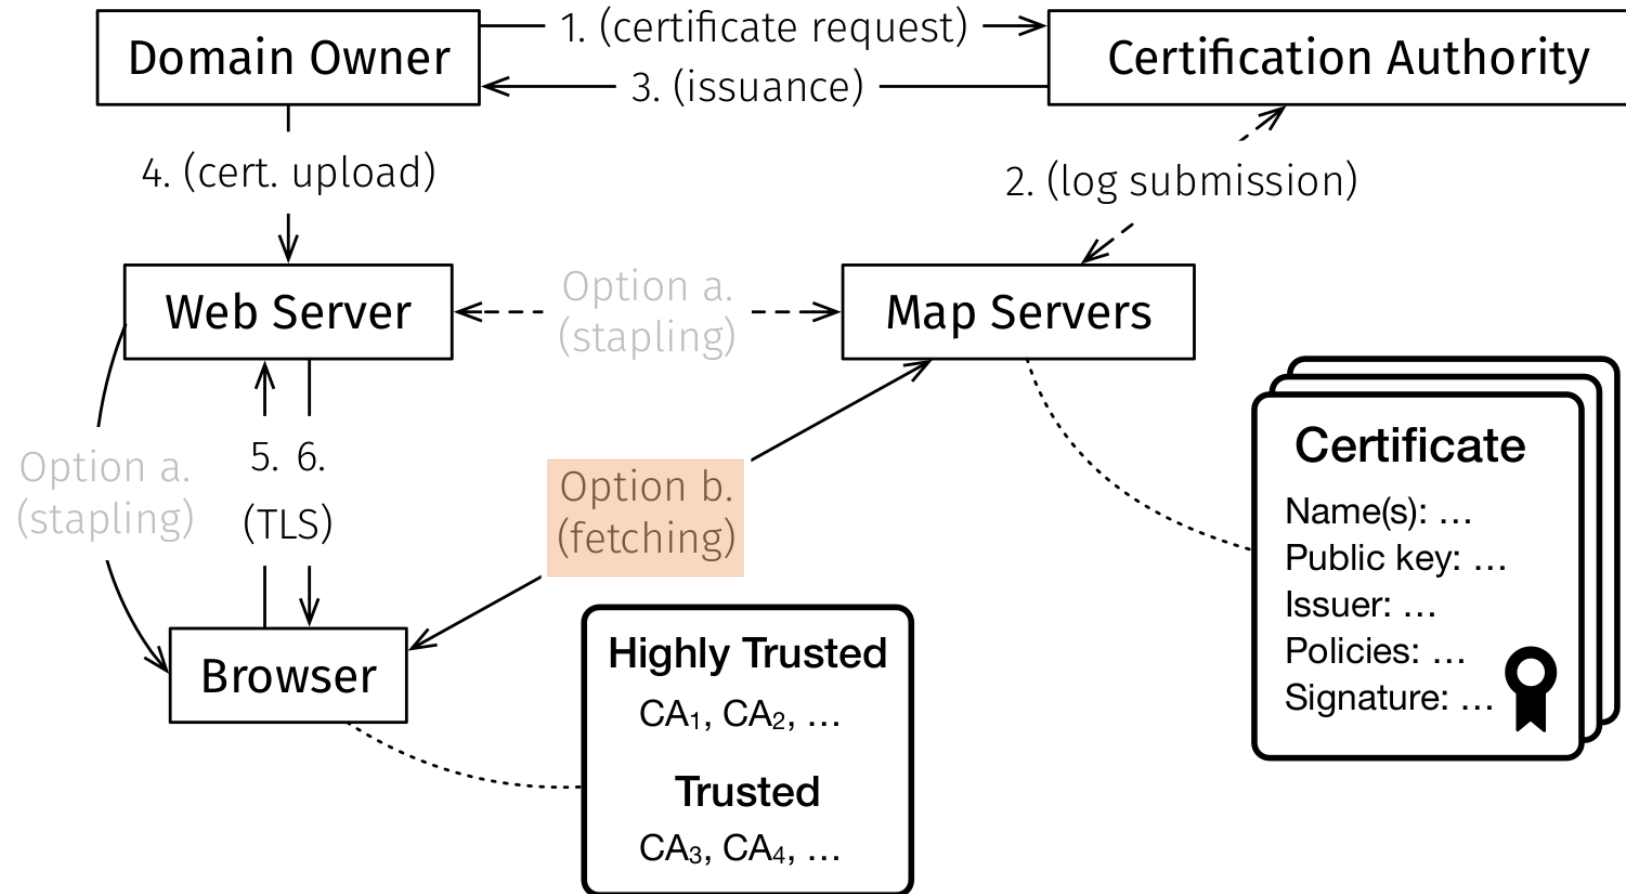 Domain Owner
1. (certificate request)
Certification Authority
3. (issuance)
4. (cert. upload)
2. (log submission)
Web Server
Option a.
(stapling)
Map Servers
Option a.
(stapling)
5. 6.
(TLS)
Option b.
(fetching)
Certificate
Name(s): ...
Public key: ...
Issuer: ...
Policies: ...
Signature: ...
Browser
Highly Trusted
CA₁, CA₂, ...
Trusted
CA₃, CA₄, ...